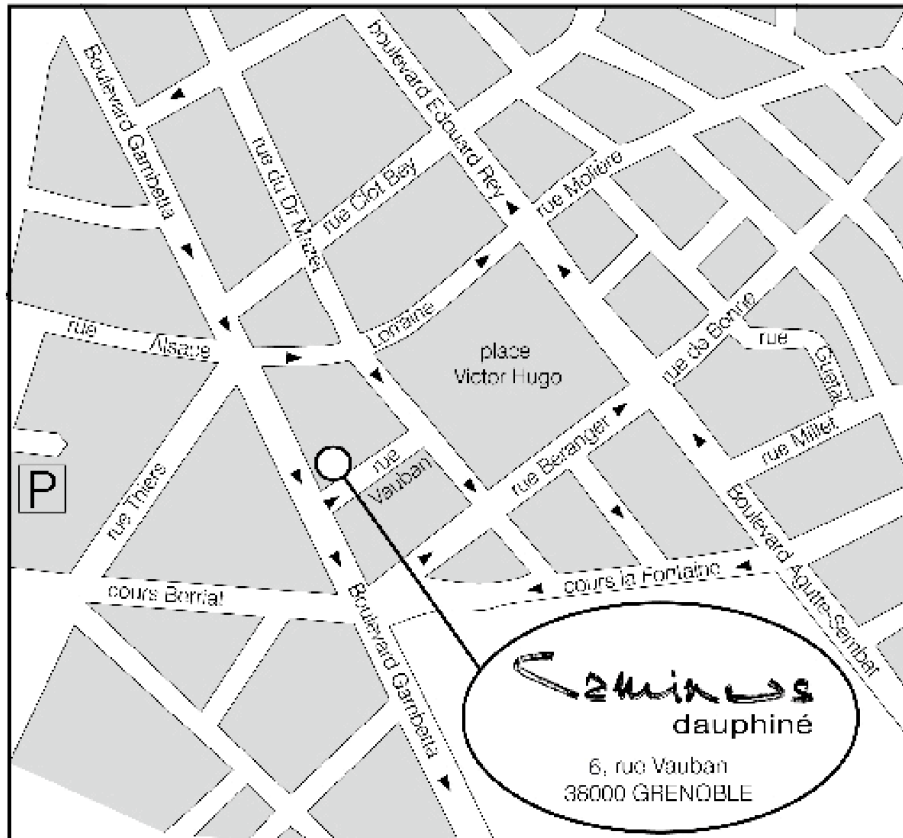 Boulevard Gambetta
boulevard Edouard Rey
rue du Dr Mazet
rue Clot Bey
rue Molière
rue
Alsace
Lorraine
place
Victor Hugo
rue de Bonne
rue
Guetal
rue Millet
rue Thiers
P
rue
Vauban
rue Beranger
cours Berriat
Boulevard Gambetta
cours la Fontaine
Boulevard Agutte-Sembat
Caminus
dauphiné
6, rue Vauban
38000 GRENOBLE